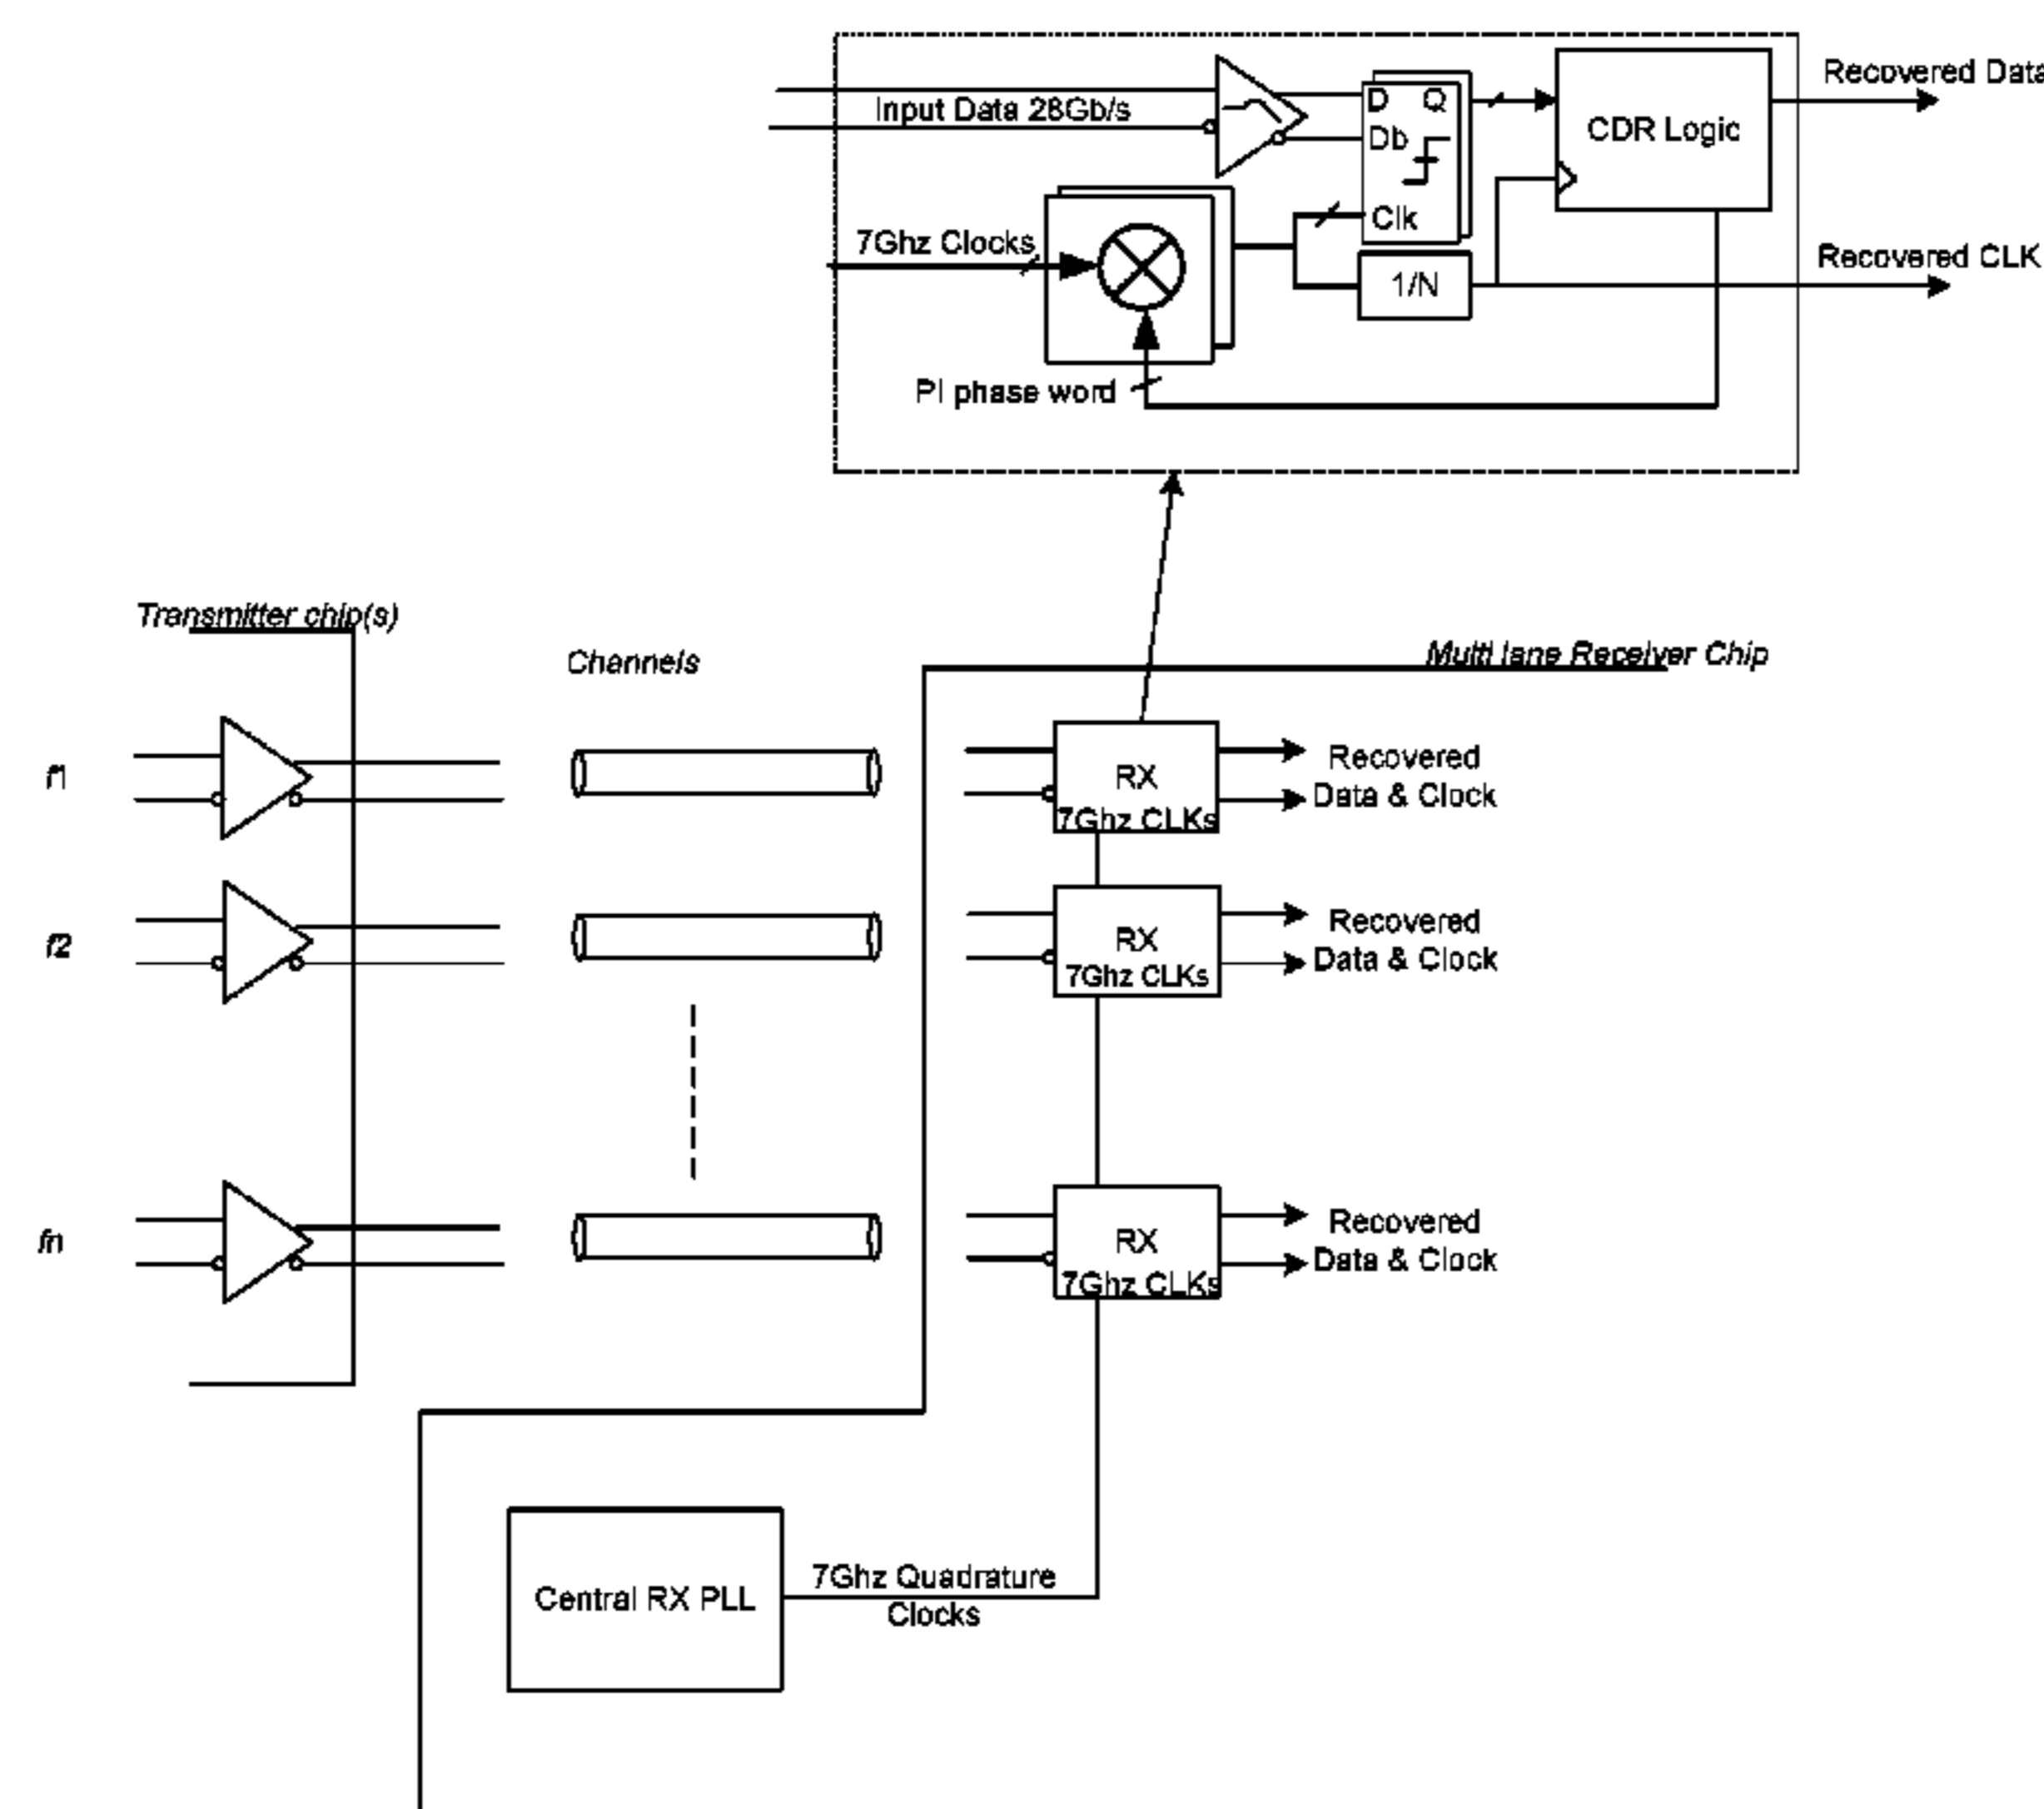 Recovered Data
Input Data 28Gb/s
D Q
Db
CDR Logic
Clk
7Ghz Clocks
1/N
Recovered CLK
PI phase word
Transmitter chip(s)
Channels
Multi lane Receiver Chip
f1
RX
7Ghz CLKs
Recovered
Data & Clock
f2
RX
7Ghz CLKs
Recovered
Data & Clock
fn
RX
7Ghz CLKs
Recovered
Data & Clock
Central RX PLL
7Ghz Quadrature
Clocks